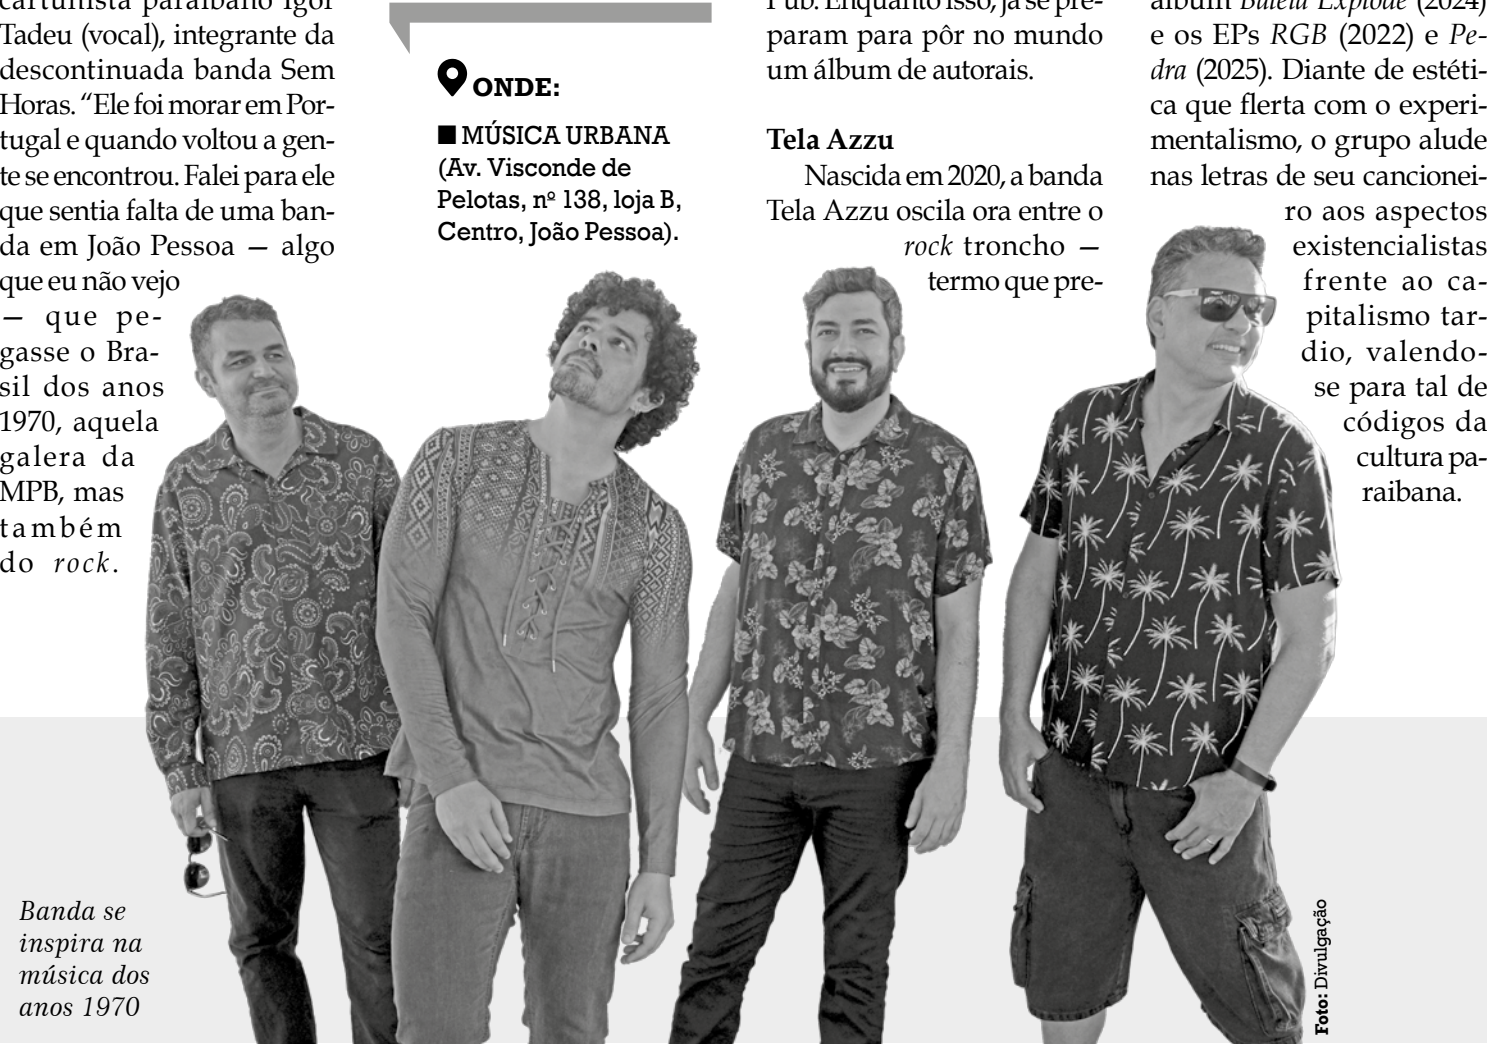 cartunista paraibano Igor
Tadeu (vocal), integrante da
descontinuada banda Sem
Horas. “Ele foi morar em Por-
tugal e quando voltou a gen-
te se encontrou. Falei para ele
que sentia falta de uma ban-
da em João Pessoa — algo
que eu não vejo
— que pe-
gasse o Bra-
sil dos anos
1970, aquela
galera da
MPB, mas
também
do rock.
ONDE:
■ MÚSICA URBANA
(Av. Visconde de
Pelotas, nº 138, loja B,
Centro, João Pessoa).
Pub. Enquanto isso, já se pre-
param para pôr no mundo
um álbum de autorais.
Tela Azzu
Nascida em 2020, a banda
Tela Azzu oscila ora entre o
rock troncho —
termo que pre-
álbum Bateia Explode (2024)
e os EPs RGB (2022) e Pe-
dra (2025). Diante de estéti-
ca que flerta com o experi-
mentalismo, o grupo alude
nas letras de seu cancionei-
ro aos aspectos
existencialistas
frente ao ca-
pitalismo tar-
dio, valendo-
se para tal de
códigos da
cultura pa-
raibana.
Banda se
inspira na
música dos
anos 1970
Foto: Divulgação